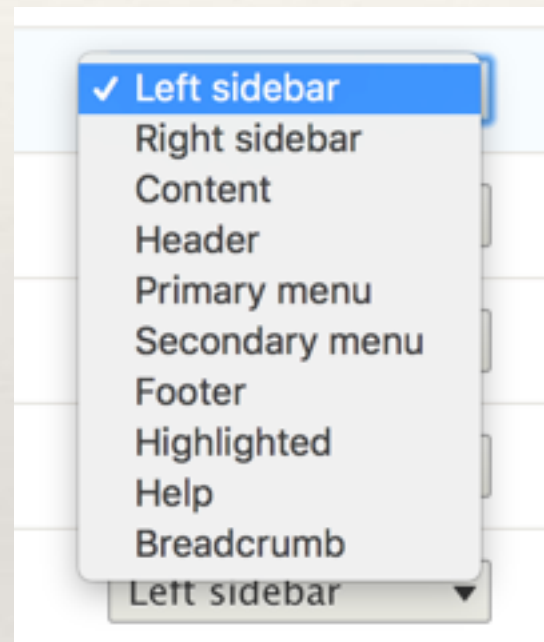 ✓ Left sidebar
Right sidebar
Content
Header
Primary menu
Secondary menu
Footer
Highlighted
Help
Breadcrumb
Left sidebar